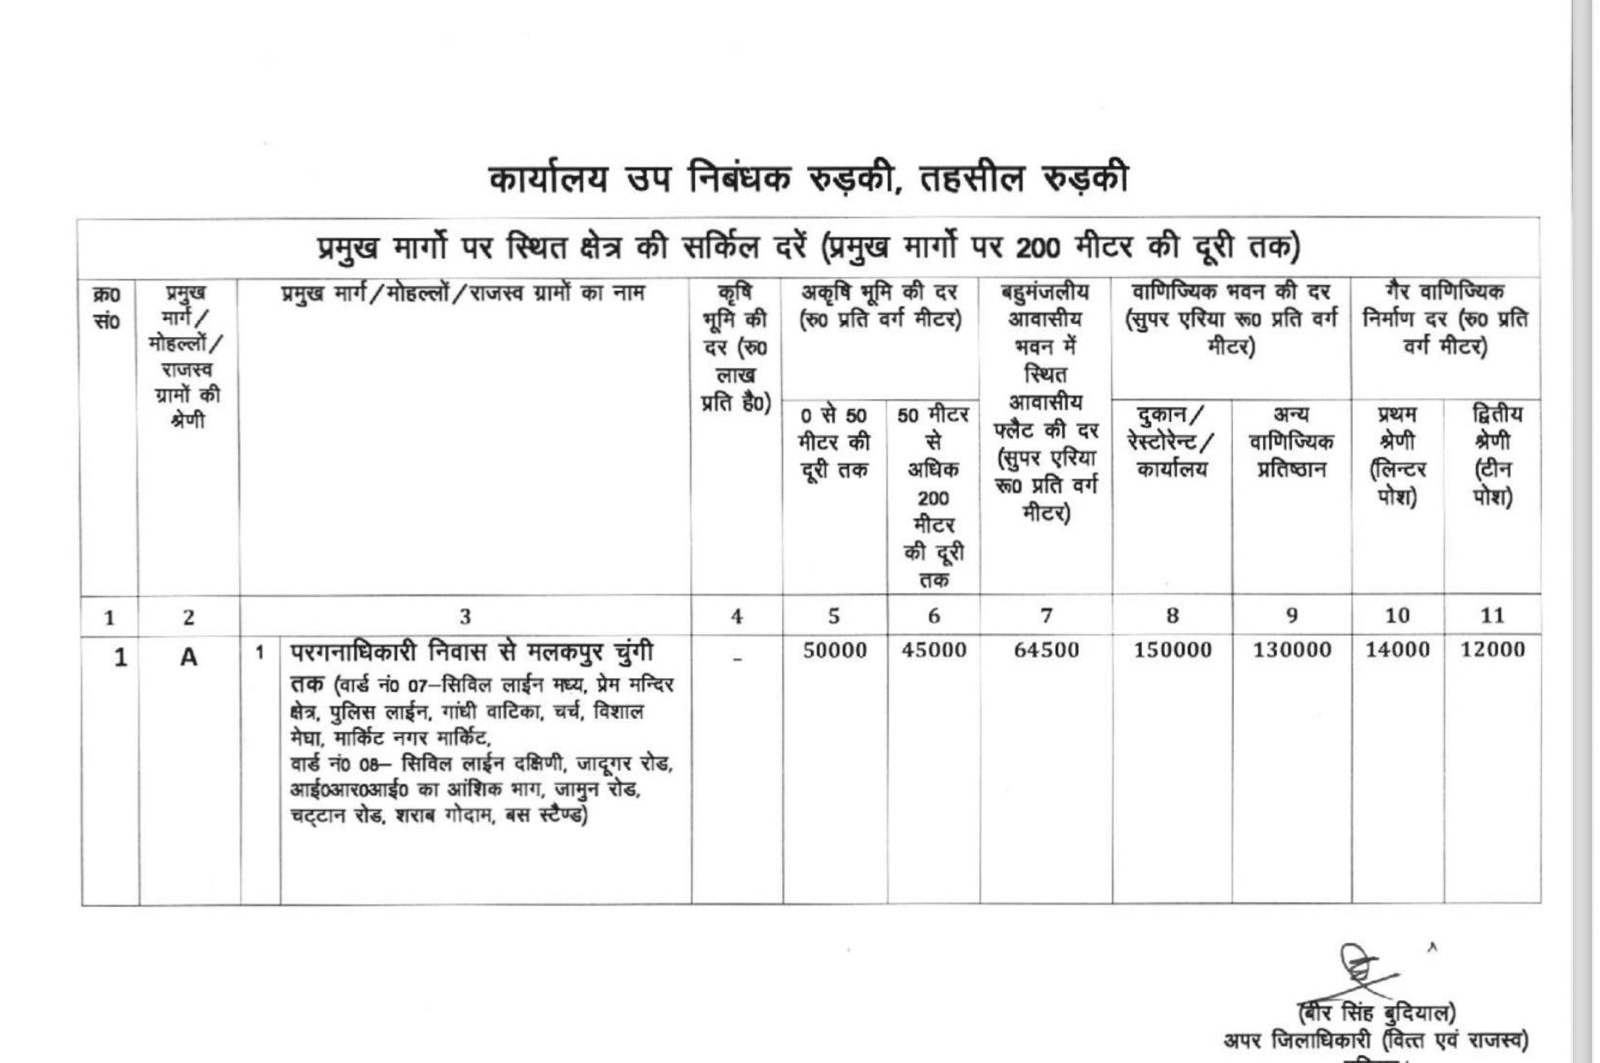 कार्यालय उप निबंधक रुड़की, तहसील रुड़की
प्रमुख मार्गो पर स्थित क्षेत्र की सर्किल दरें (प्रमुख मार्गो पर 200 मीटर की दूरी तक)
क्र0
सं0
प्रमुख
मार्ग/
मोहल्लों/
राजस्व
ग्रामों की
श्रेणी
प्रमुख मार्ग/मोहल्लों/राजस्व ग्रामों का नाम
कृषि
भूमि की
दर (रु0
लाख
प्रति है0)
अकृषि भूमि की दर
(रु0 प्रति वर्ग मीटर)
0 से 50
मीटर की
दूरी तक
50 मीटर
से
अधिक
200
मीटर
की दूरी
तक
बहुमंजलीय
आवासीय
भवन में
स्थित
आवासीय
फ्लैट की दर
(सुपर एरिया
रू0 प्रति वर्ग
मीटर)
वाणिज्यिक भवन की दर
(सुपर एरिया रू0 प्रति वर्ग
मीटर)
दुकान/
रेस्टोरेन्ट/
कार्यालय
अन्य
वाणिज्यिक
प्रतिष्ठान
गैर वाणिज्यिक
निर्माण दर (रु0 प्रति
वर्ग मीटर)
प्रथम
श्रेणी
(लिन्टर
पोश)
द्वितीय
श्रेणी
(टीन
पोश)
1 2 3 4 5 6 7 8 9 10 11
1 A 1 परगनाधिकारी निवास से मलकपुर चुंगी - 50000 45000 64500 150000 130000 14000 12000
तक (वार्ड नं0 07–सिविल लाईन मध्य, प्रेम मन्दिर
क्षेत्र, पुलिस लाईन, गांधी वाटिका, चर्च, विशाल
मेघा, मार्किट नगर मार्किट,
वार्ड नं0 08– सिविल लाईन दक्षिणी, जादूगर रोड,
आई0आर0आई0 का आंशिक भाग, जामुन रोड,
चट्टान रोड, शराब गोदाम, बस स्टैण्ड)
(बीर सिंह बुदियाल)
अपर जिलाधिकारी (वित्त एवं राजस्व)